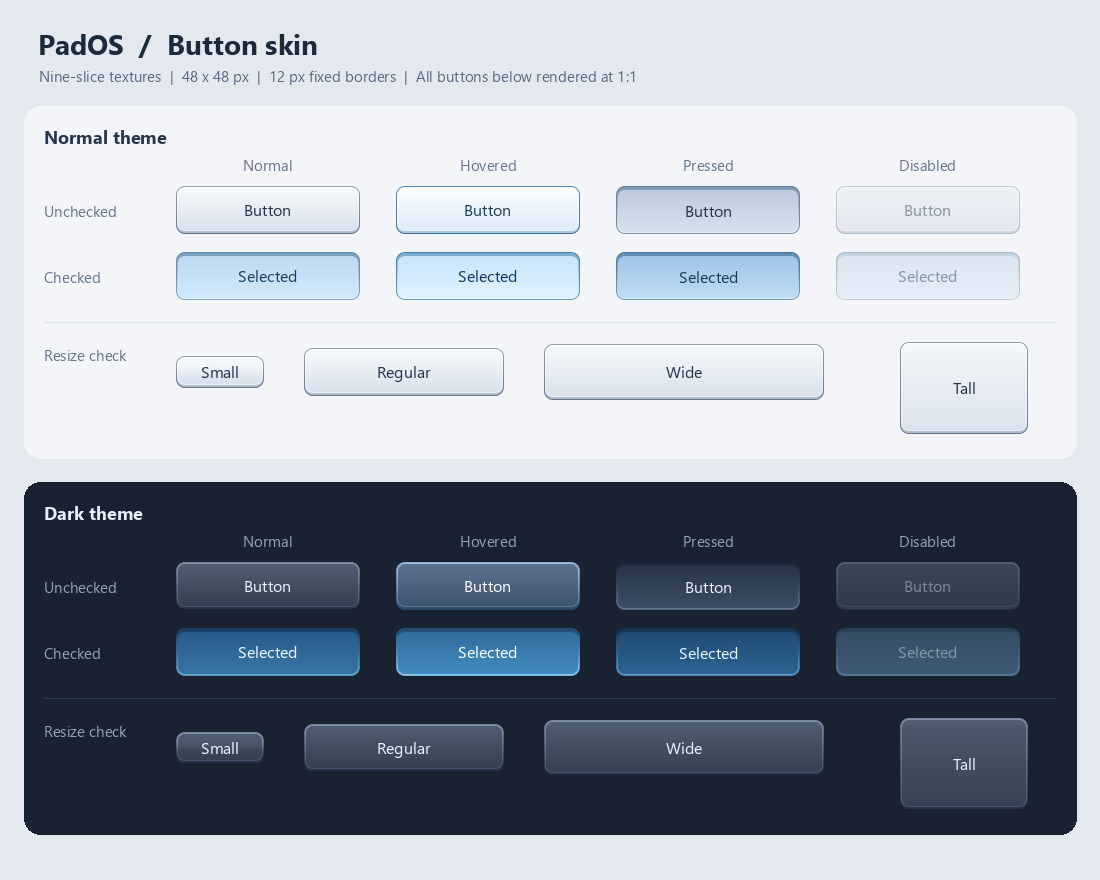 PadOS / Button skin
Nine-slice textures | 48 x 48 px | 12 px fixed borders | All buttons below rendered at 1:1
Normal theme
Normal Hovered Pressed Disabled
Unchecked Button Button Button Button
Checked Selected Selected Selected Selected
Resize check Small Regular Wide Tall
Dark theme
Normal Hovered Pressed Disabled
Unchecked Button Button Button Button
Checked Selected Selected Selected Selected
Resize check Small Regular Wide Tall